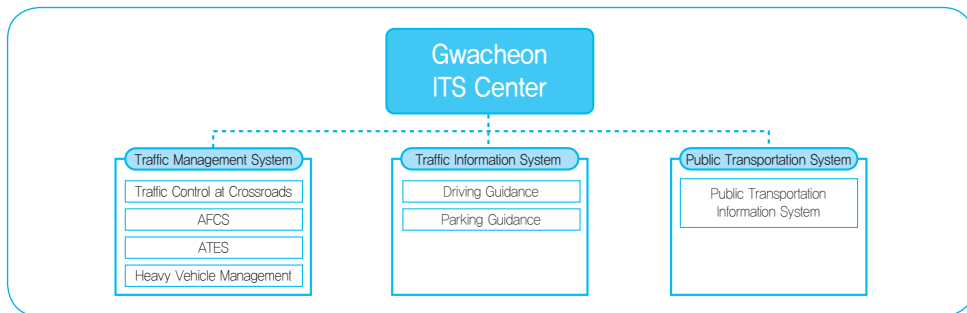 Gwacheon
ITS Center
Traffic Management System
Traffic Control at Crossroads
AFCS
ATES
Heavy Vehicle Management
Traffic Information System
Driving Guidance
Parking Guidance
Public Transportation System
Public Transportation
Information System